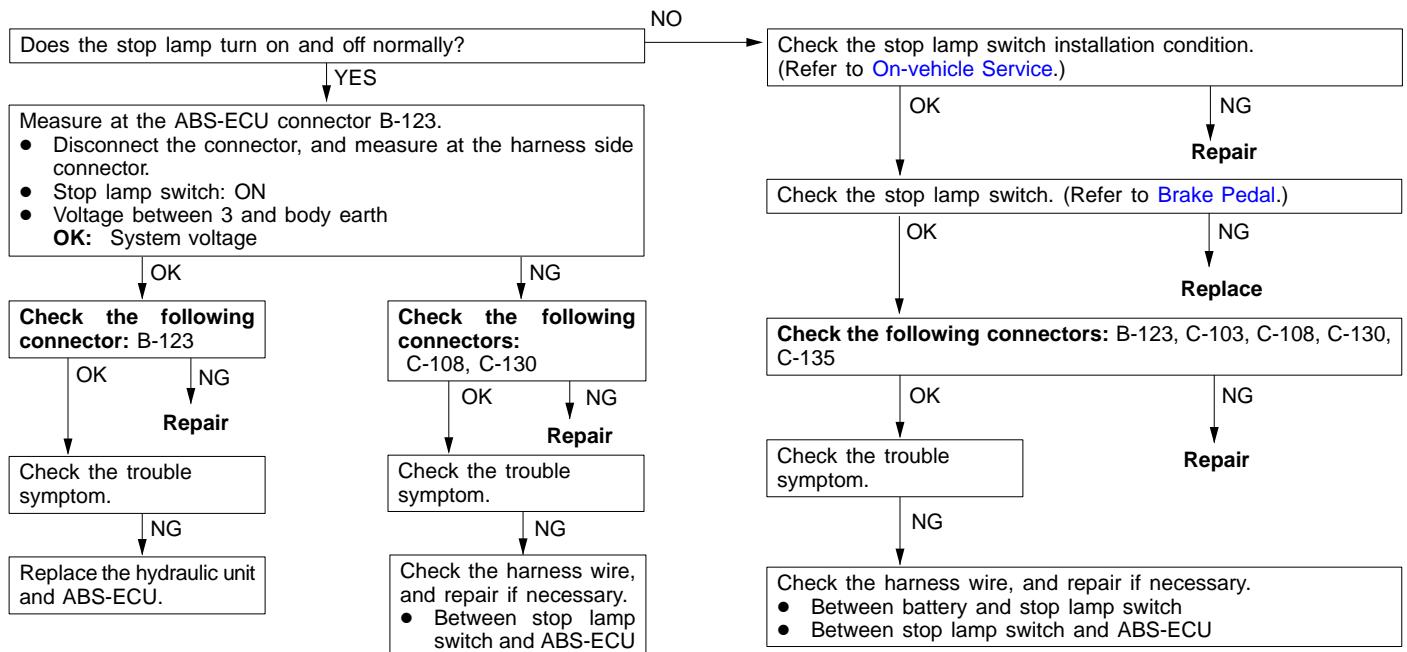 NO
Does the stop lamp turn on and off normally?
YES
Measure at the ABS-ECU connector B-123.
● Disconnect the connector, and measure at the harness side
connector.
● Stop lamp switch: ON
● Voltage between 3 and body earth
OK: System voltage
OK
NG
Check the following
connector: B-123
OK
NG
Repair
Check the trouble
symptom.
NG
Replace the hydraulic unit
and ABS-ECU.
Check the following
connectors:
C-108, C-130
OK
NG
Repair
Check the trouble
symptom.
NG
Check the harness wire,
and repair if necessary.
● Between stop lamp
switch and ABS-ECU
Check the stop lamp switch installation condition.
(Refer to On-vehicle Service.)
OK
NG
Repair
Check the stop lamp switch. (Refer to Brake Pedal.)
OK
NG
Replace
Check the following connectors: B-123, C-103, C-108, C-130,
C-135
OK
NG
Repair
Check the trouble
symptom.
NG
Check the harness wire, and repair if necessary.
● Between battery and stop lamp switch
● Between stop lamp switch and ABS-ECU